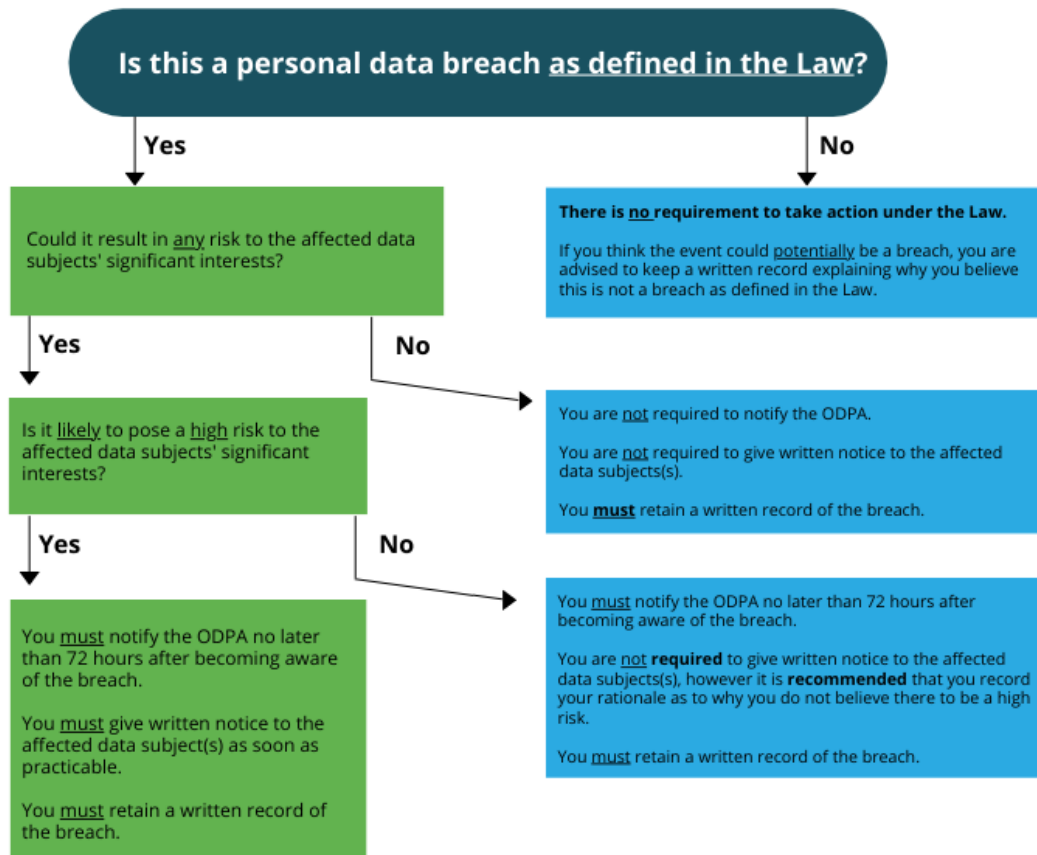 Is this a personal data breach as defined in the Law?
Yes
No
Could it result in any risk to the affected data
subjects' significant interests?
There is no requirement to take action under the Law.
If you think the event could potentially be a breach, you are
advised to keep a written record explaining why you believe
this is not a breach as defined in the Law.
Yes
No
Is it likely to pose a high risk to the
affected data subjects' significant
interests?
You are not required to notify the ODPA.
You are not required to give written notice to the affected
data subjects(s).
You must retain a written record of the breach.
Yes
No
You must notify the ODPA no later
than 72 hours after becoming aware
of the breach.
You must give written notice to the
affected data subject(s) as soon as
practicable.
You must retain a written record of
the breach.
You must notify the ODPA no later than 72 hours after
becoming aware of the breach.
You are not required to give written notice to the affected
data subjects(s), however it is recommended that you record
your rationale as to why you do not believe there to be a high
risk.
You must retain a written record of the breach.